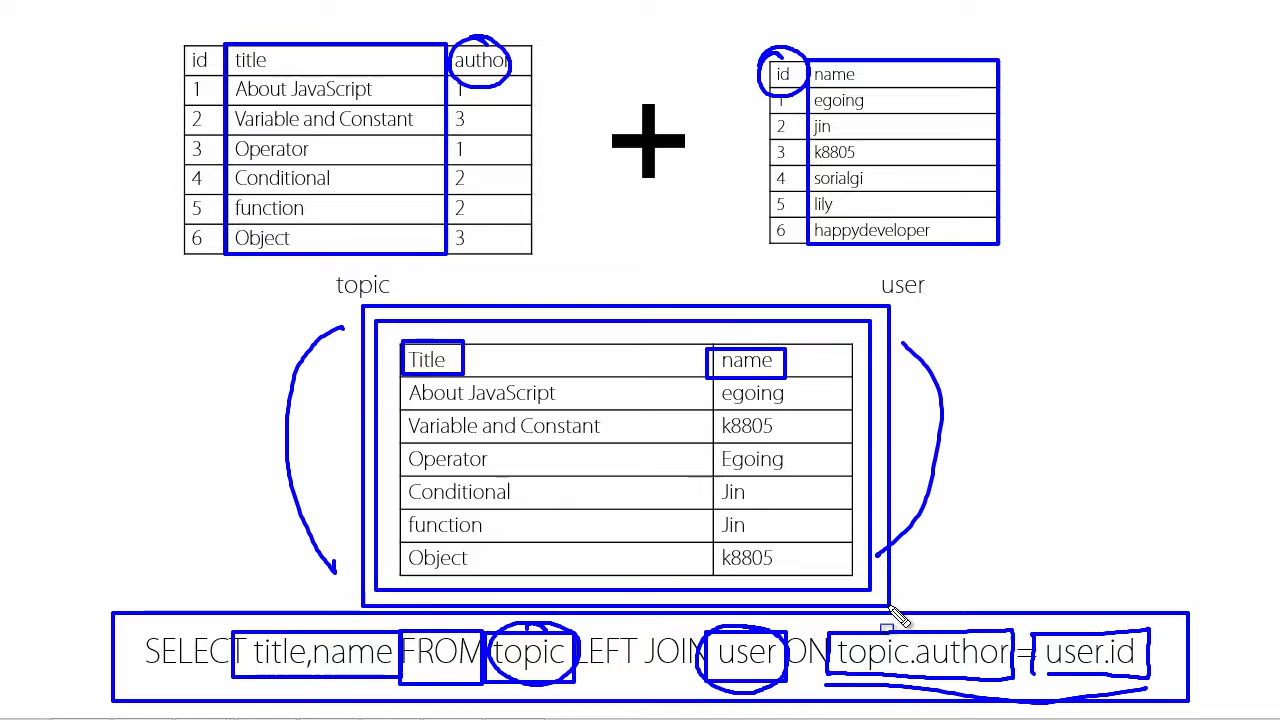 id title author
1 About JavaScript 1
2 Variable and Constant 3
3 Operator 1
4 Conditional 2
5 function 2
6 Object 3
topic
id name
1 egoing
2 jin
3 k8805
4 sorialgi
5 lily
6 happydeveloper
user
Title name
About JavaScript egoing
Variable and Constant k8805
Operator Egoing
Conditional Jin
function Jin
Object k8805
SELECT title,name FROM topic LEFT JOIN user ON topic.author = user.id